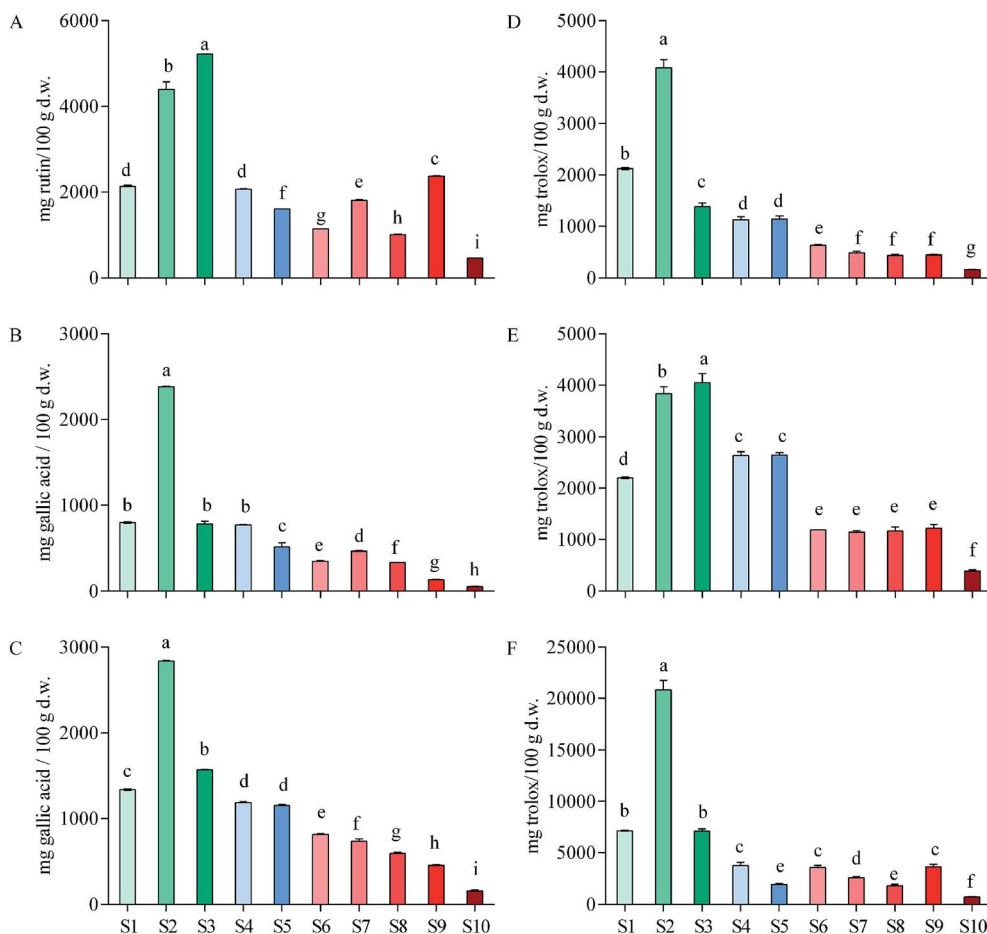 A
mg rutin/100 g d.w.
6000
4000
2000
0
d b a d f g e h c i
B
mg gallic acid / 100 g d.w.
3000
2000
1000
0
b a b b c e d f g h
C
mg gallic acid / 100 g d.w.
3000
2000
1000
0
c a b d d e f g h i
S1 S2 S3 S4 S5 S6 S7 S8 S9 S10
D
mg trolox/100 g d.w.
5000
4000
3000
2000
1000
0
b a c d d e f f f g
E
mg trolox/100 g d.w.
5000
4000
3000
2000
1000
0
d b a c c e e e e f
F
mg trolox/100 g d.w.
25000
20000
15000
10000
5000
0
b a b c e c d e c f
S1 S2 S3 S4 S5 S6 S7 S8 S9 S10